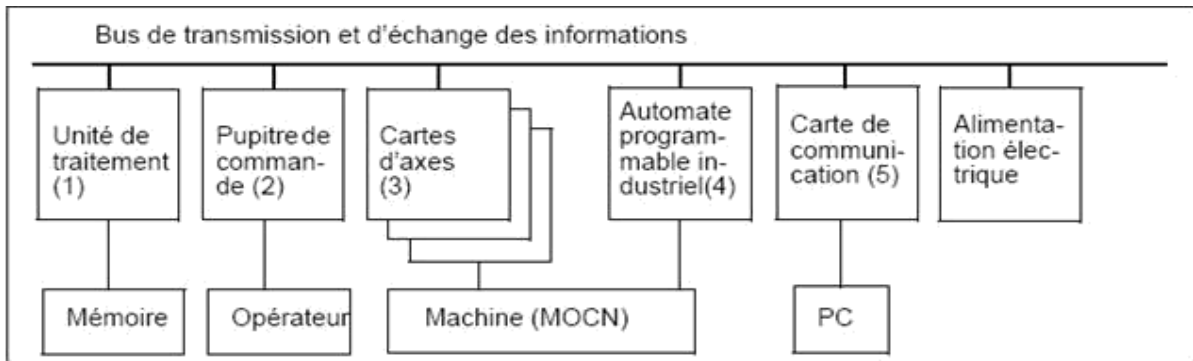 Bus de transmission et d'échange des informations
Unité de
traitement
(1)
Pupitre de
comman-
de (2)
Cartes
d'axes
(3)
Automate
program-
mable in-
dustriel(4)
Carte de
communi-
cation (5)
Alimenta-
tion élec-
trique
Mémoire
Opérateur
Machine (MOCN)
PC